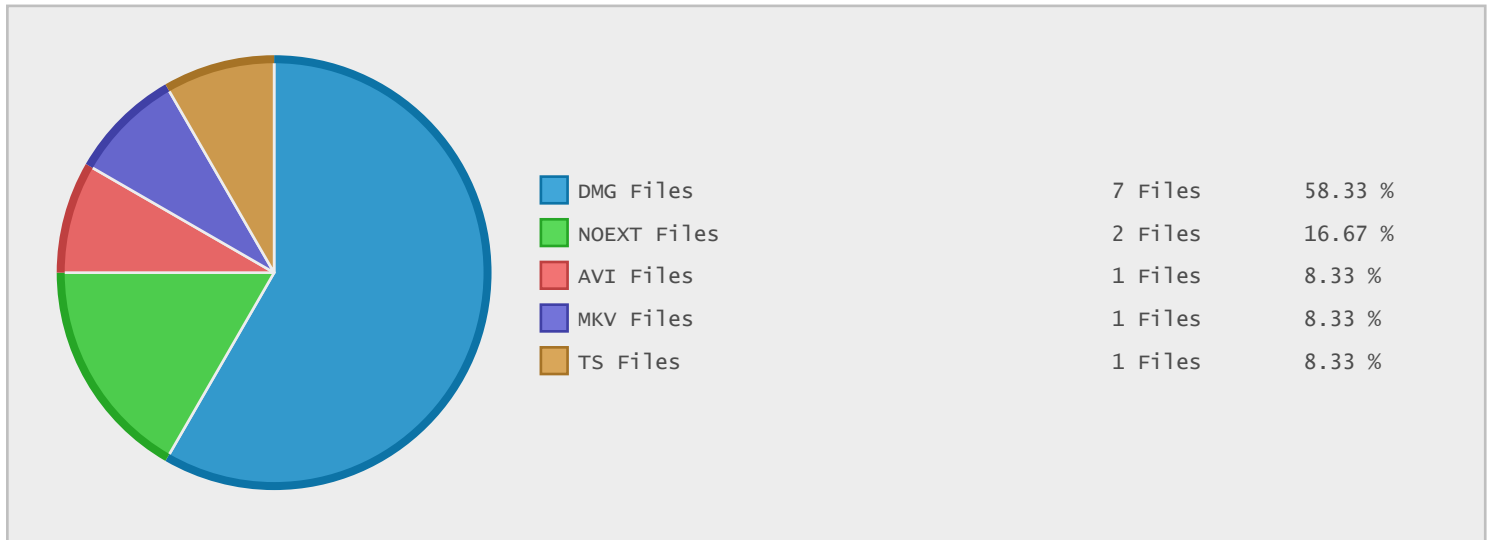 DMG Files 7 Files 58.33 %
NOEXT Files 2 Files 16.67 %
AVI Files 1 Files 8.33 %
MKV Files 1 Files 8.33 %
TS Files 1 Files 8.33 %